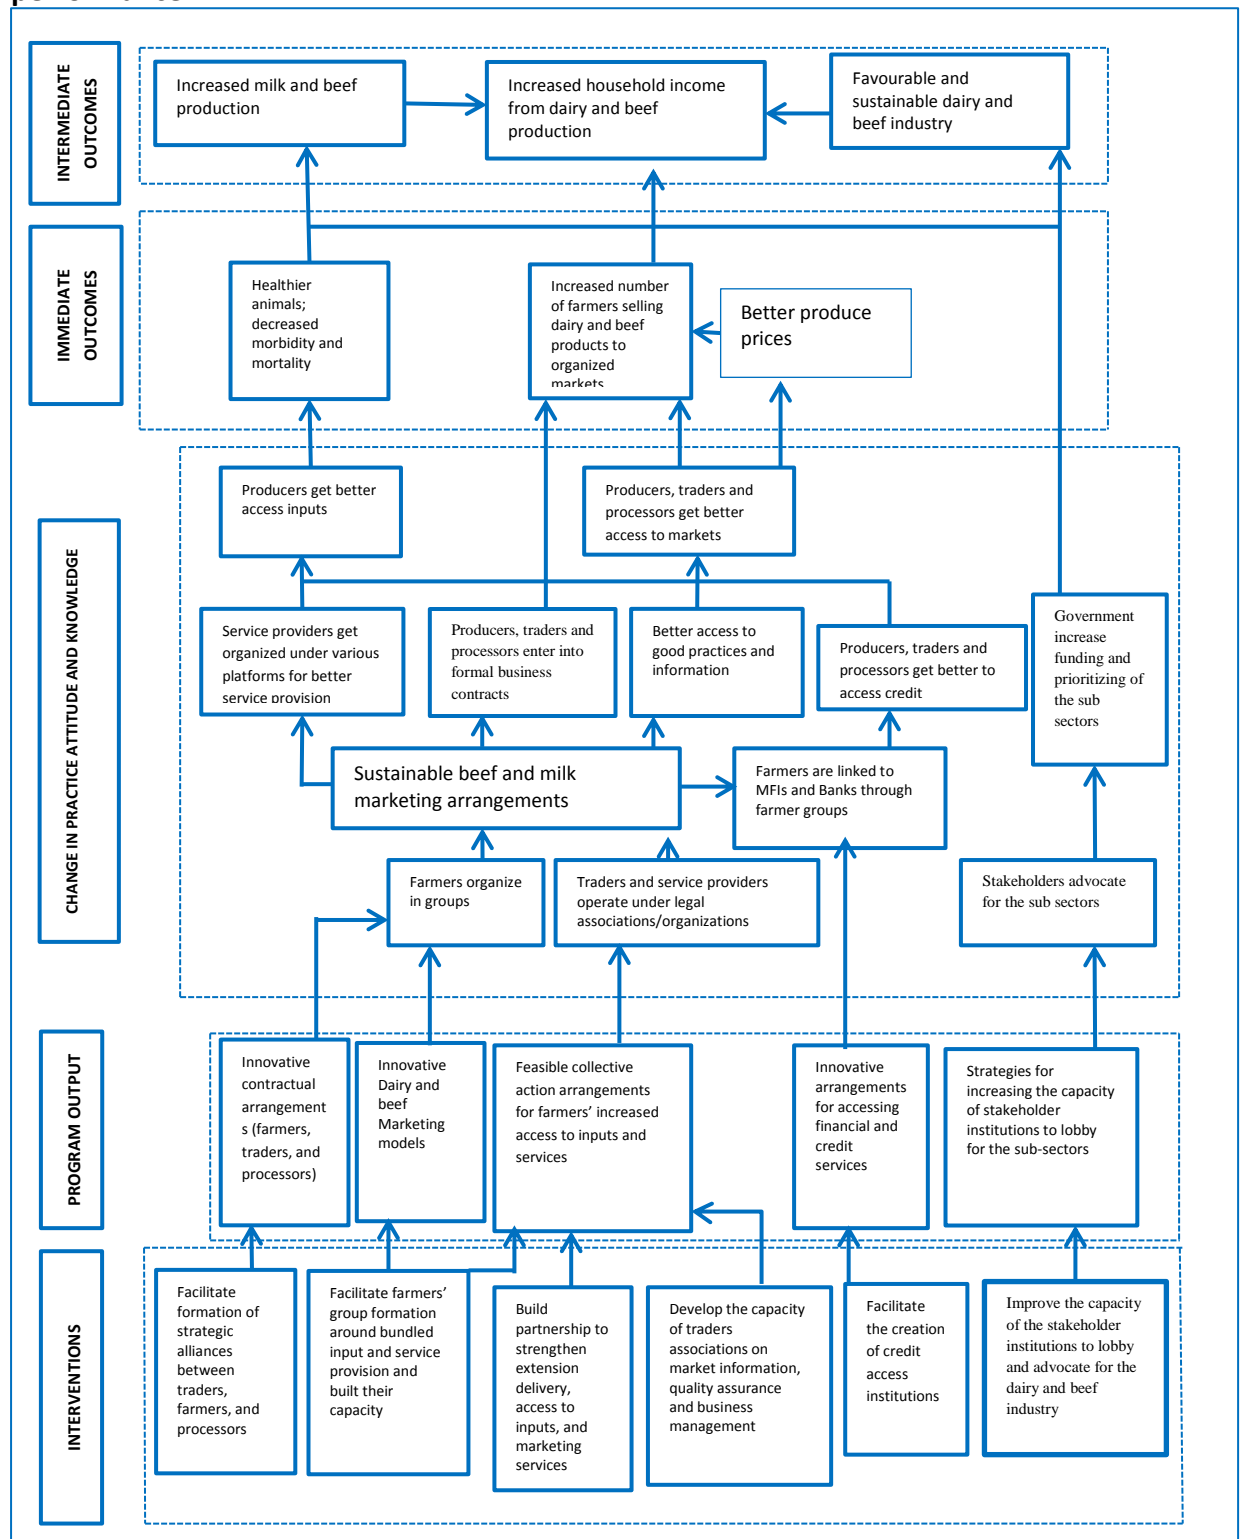 INTERMEDIATE
OUTCOMES
Increased milk and beef
production
Increased household income
from dairy and beef
production
Favourable and
sustainable dairy and
beef industry
IMMEDIATE
OUTCOMES
Healthier
animals;
decreased
morbidity and
mortality
Increased number
of farmers selling
dairy and beef
products to
organized
markets
Better produce
prices
CHANGE IN PRACTICE ATTITUDE AND KNOWLEDGE
Producers get better
access inputs
Producers, traders and
processors get better
access to markets
Service providers get
organized under various
platforms for better
service provision
Producers, traders and
processors enter into
formal business
contracts
Better access to
good practices and
information
Producers, traders and
processors get better to
access credit
Government
increase
funding and
prioritizing of
the sub
sectors
Sustainable beef and milk
marketing arrangements
Farmers are linked to
MFIs and Banks through
farmer groups
Farmers organize
in groups
Traders and service providers
operate under legal
associations/organizations
Stakeholders advocate
for the sub sectors
PROGRAM OUTPUT
Innovative
contractual
arrangement
s (farmers,
traders, and
processors)
Innovative
Dairy and
beef
Marketing
models
Feasible collective
action arrangements
for farmers’ increased
access to inputs and
services
Innovative
arrangements
for accessing
financial and
credit
services
Strategies for
increasing the capacity
of stakeholder
institutions to lobby
for the sub-sectors
INTERVENTIONS
Facilitate
formation of
strategic
alliances
between
traders,
farmers, and
processors
Facilitate farmers’
group formation
around bundled
input and service
provision and
built their
capacity
Build
partnership to
strengthen
extension
delivery,
access to
inputs, and
marketing
services
Develop the capacity
of traders
associations on
market information,
quality assurance
and business
management
Facilitate
the creation
of credit
access
institutions
Improve the capacity
of the stakeholder
institutions to lobby
and advocate for the
dairy and beef
industry